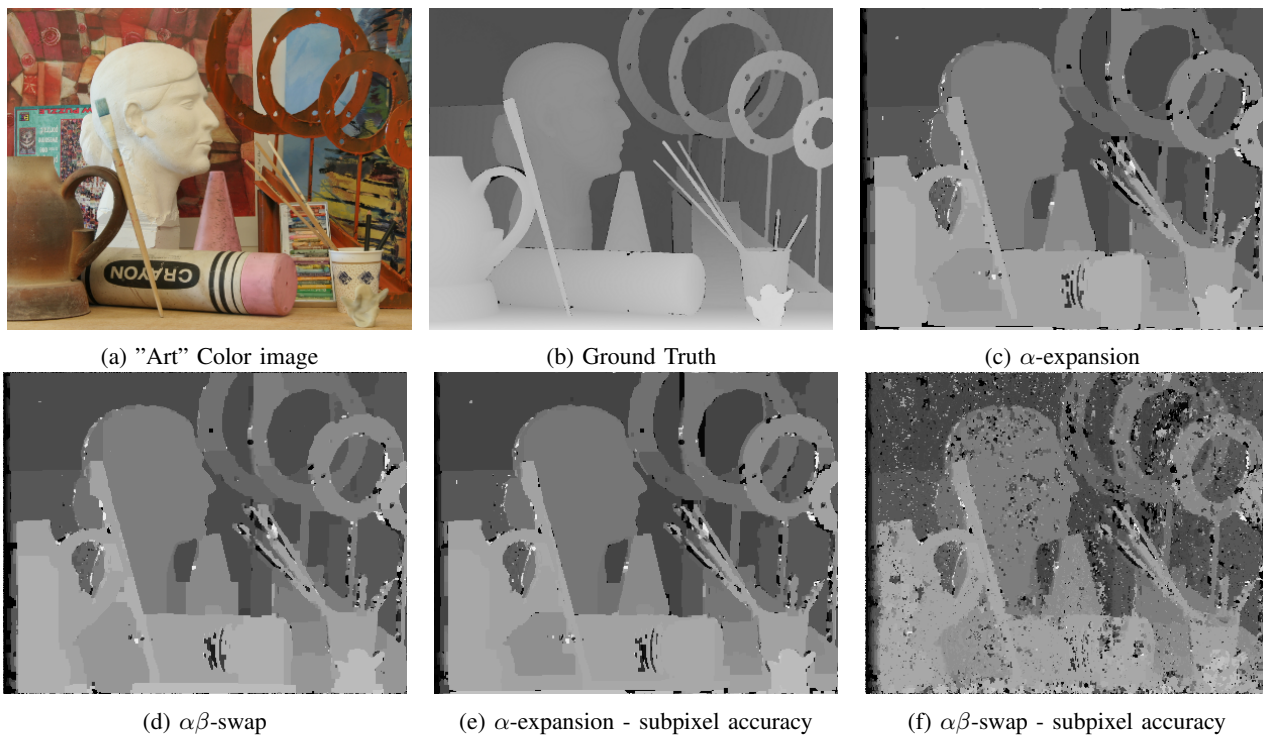 CRAYON
(a) ”Art” Color image
(b) Ground Truth
(c) α-expansion
(d) αβ-swap
(e) α-expansion - subpixel accuracy
(f) αβ-swap - subpixel accuracy